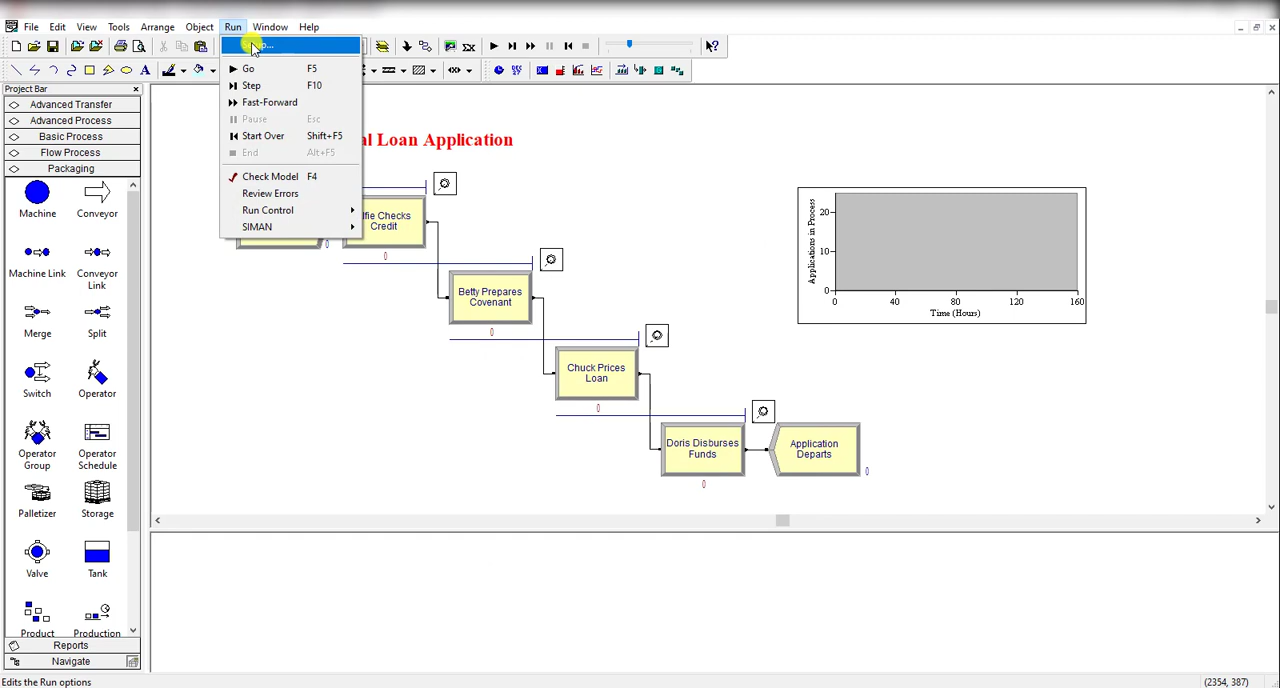 File Edit View Tools Arrange Object Run Window Help
Project Bar
Advanced Transfer
Advanced Process
Basic Process
Flow Process
Packaging
Machine
Conveyor
Machine Link
Conveyor Link
Merge
Split
Switch
Operator
Operator Group
Operator Schedule
Palletizer
Storage
Valve
Tank
Product
Production
Reports
Navigate
Go F5
Step F10
Fast-Forward
Pause Esc
Start Over Shift+F5
End Alt+F5
Check Model F4
Review Errors
Run Control
SIMAN
Loan Application
Checks
Credit
0
0
Betty Prepares
Covenant
0
Chuck Prices
Loan
0
Doris Disburses
Funds
0
Application
Departs
0
Applications in Process
20
10
0
0 40 80 120 160
Time (Hours)
Edits the Run options
(2354, 387)